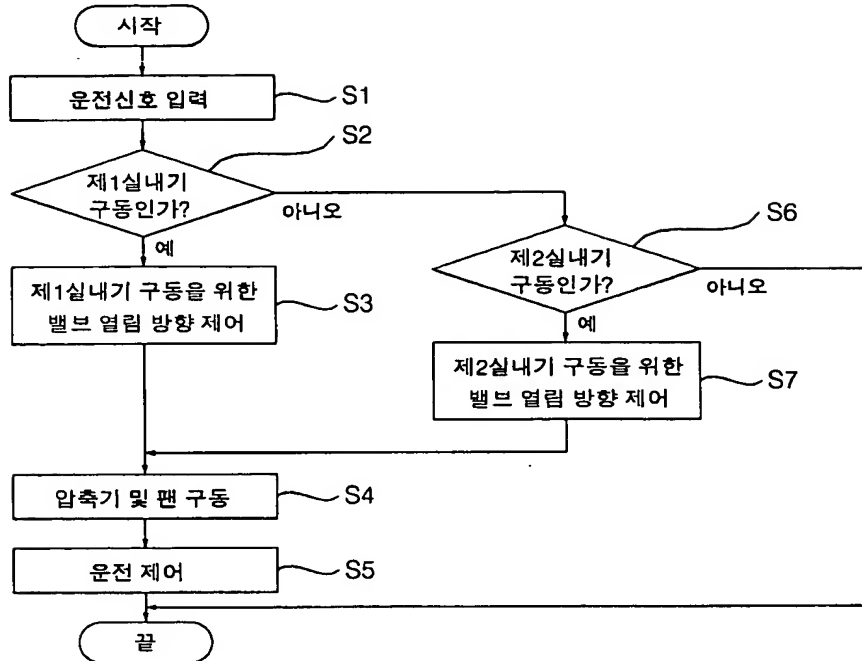 시작
운전신호 입력
S1
S2
제1실내기
구동인가?
아니오
예
S6
제2실내기
구동인가?
아니오
예
제1실내기 구동을 위한
밸브 열림 방향 제어
S3
제2실내기 구동을 위한
밸브 열림 방향 제어
S7
압축기 및 팬 구동
S4
운전 제어
S5
끝